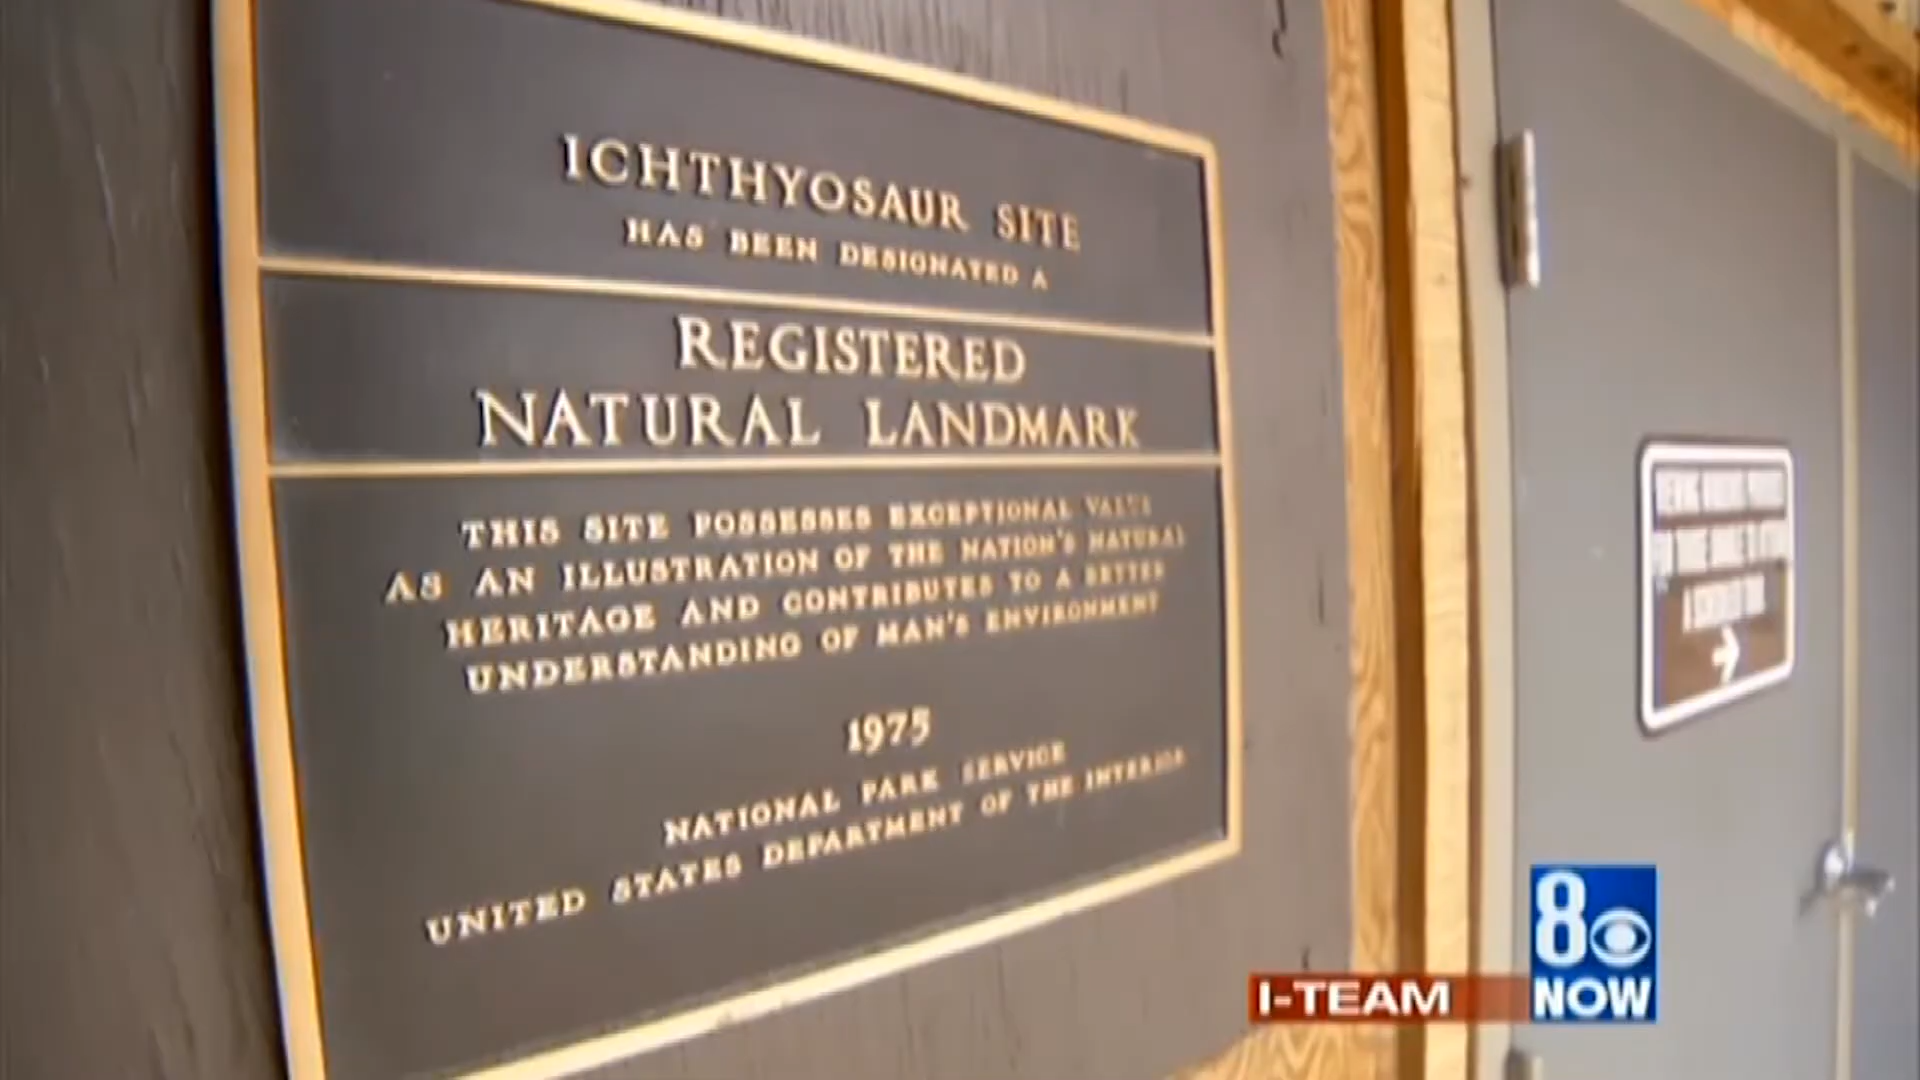 ICHTHYOSAUR SITE
HAS BEEN DESIGNATED A
REGISTERED
NATURAL LANDMARK
THIS SITE POSSESSES EXCEPTIONAL VALUE
AS AN ILLUSTRATION OF THE NATION'S NATURAL
HERITAGE AND CONTRIBUTES TO A BETTER
UNDERSTANDING OF MAN'S ENVIRONMENT
1975
NATIONAL PARK SERVICE
UNITED STATES DEPARTMENT OF THE INTERIOR
I-TEAM
8
NOW